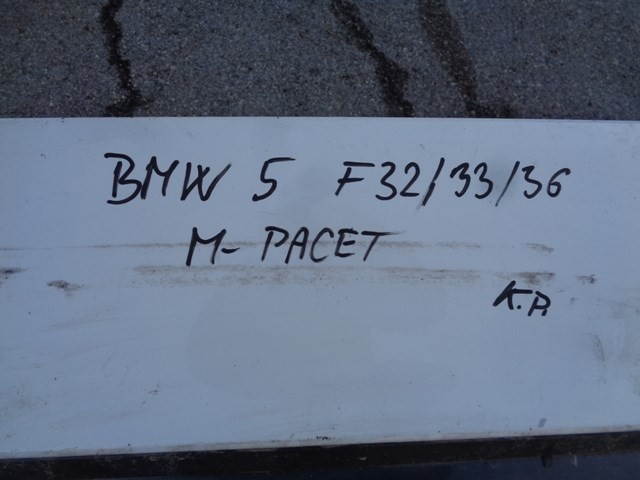 BMW 5 F32/33/36
M- PACET
K.P.